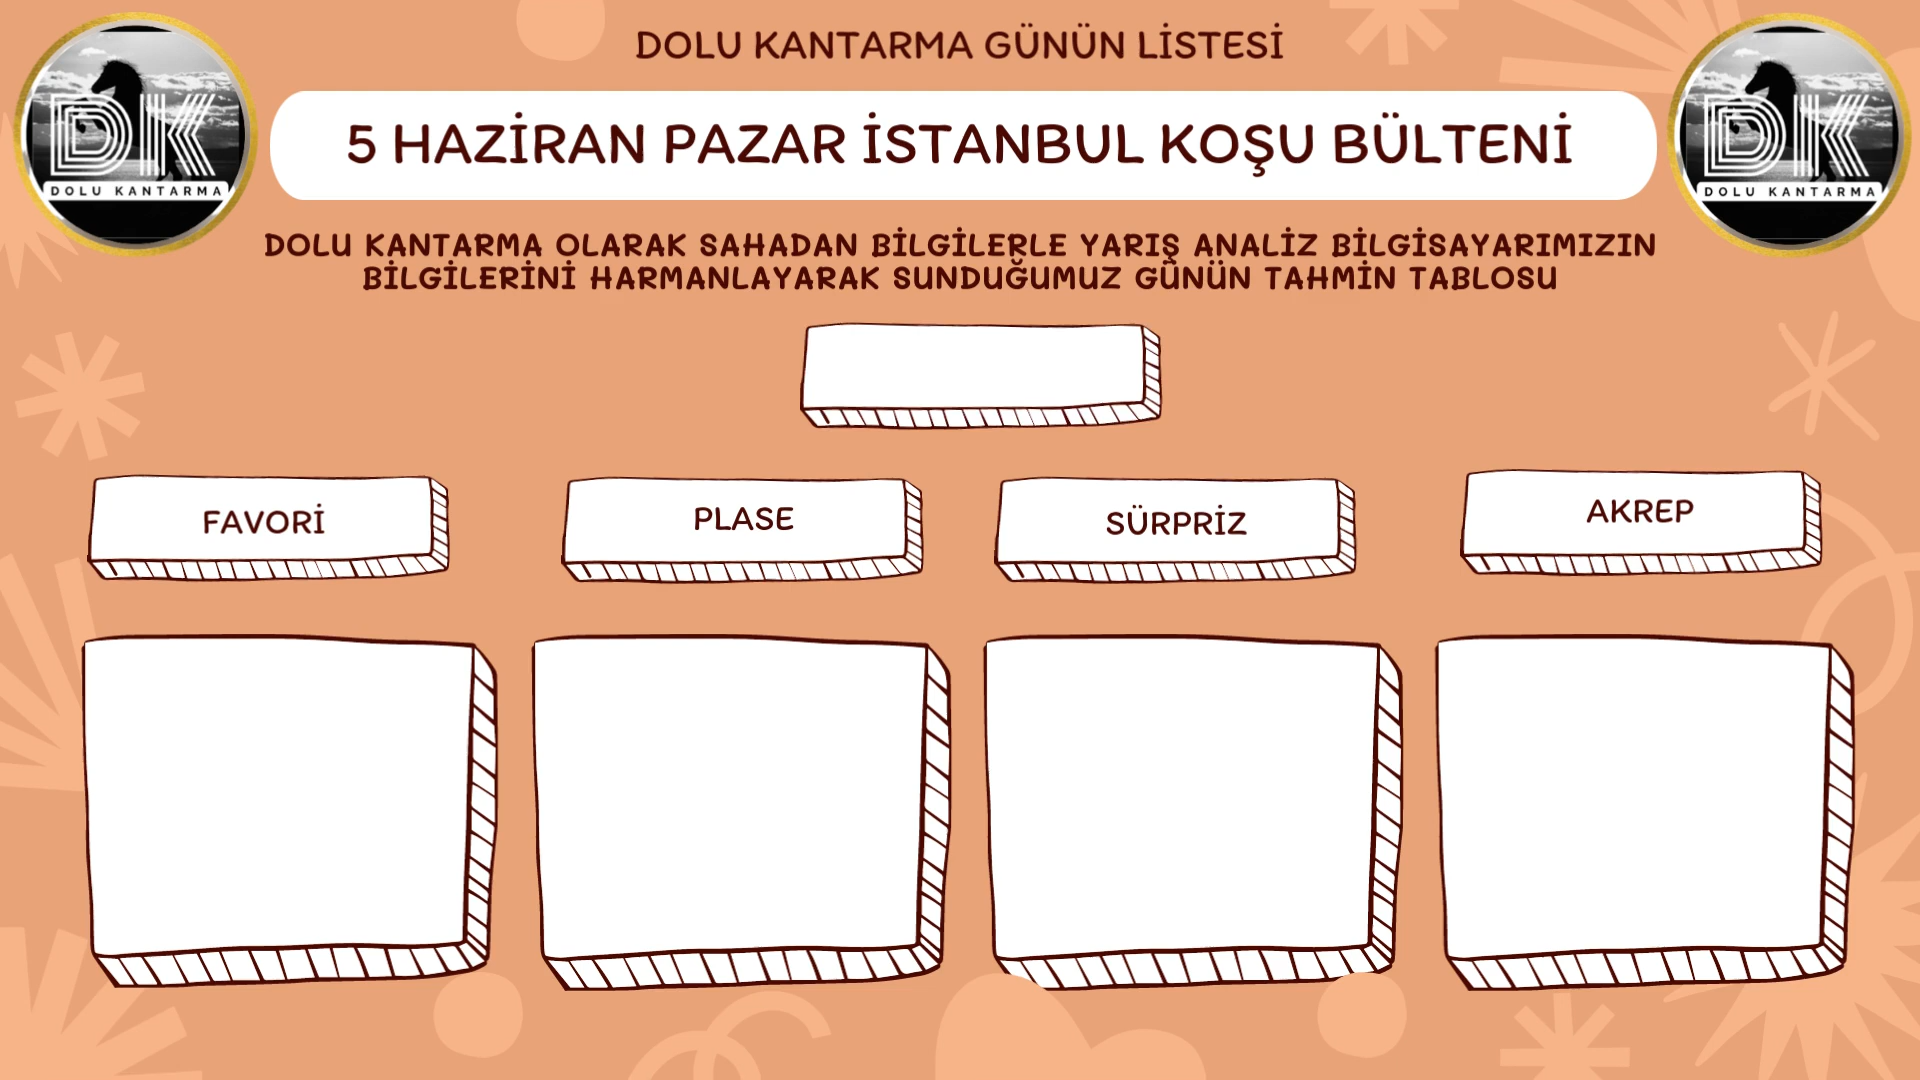 DOLU KANTARMA GÜNÜN LİSTESİ
DK
DOLU KANTARMA
5 HAZİRAN PAZAR İSTANBUL KOŞU BÜLTENİ
DK
DOLU KANTARMA
DOLU KANTARMA OLARAK SAHADAN BİLGİLERLE YARIŞ ANALİZ BİLGİSAYARIMIZIN
BİLGİLERİNİ HARMANLAYARAK SUNDUĞUMUZ GÜNÜN TAHMİN TABLOSU
FAVORİ
PLASE
SÜRPRİZ
AKREP